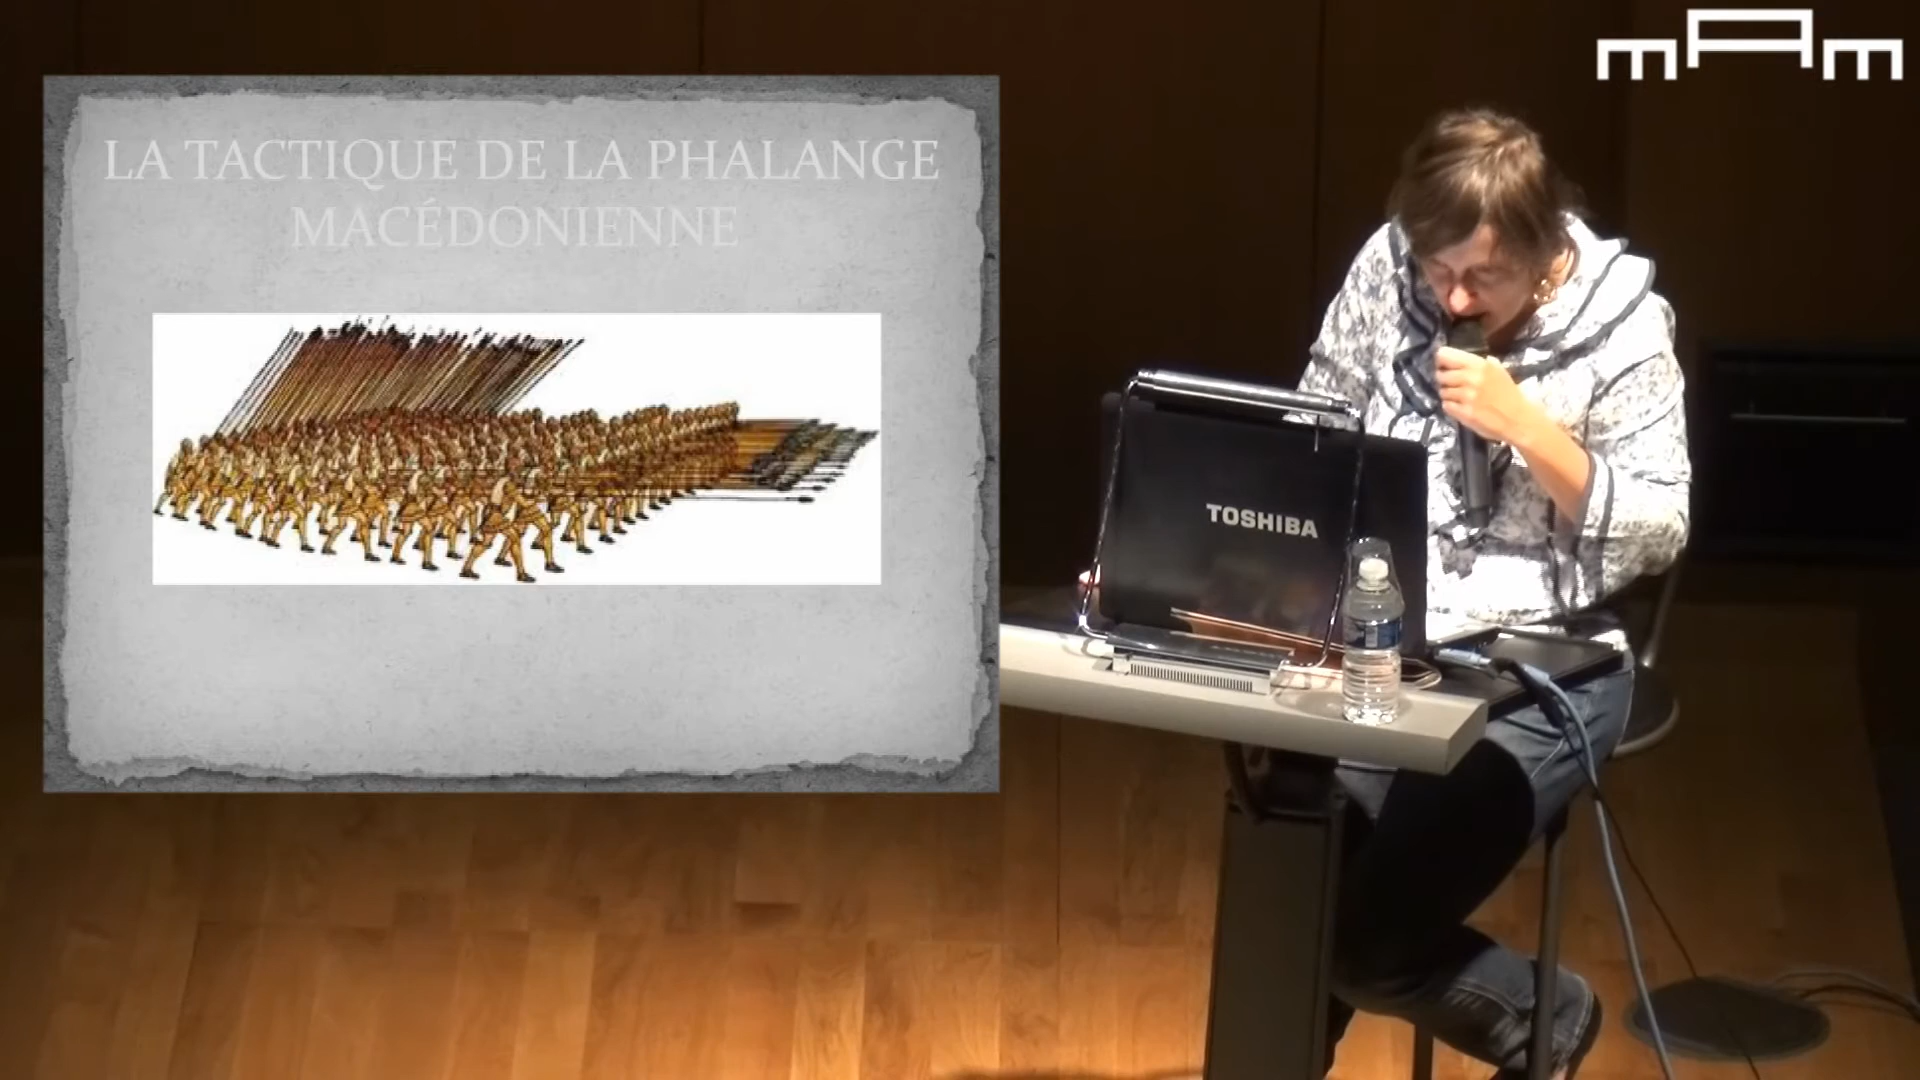 LA TACTIQUE DE LA PHALANGE
MACÉDONIENNE
mAm
TOSHIBA